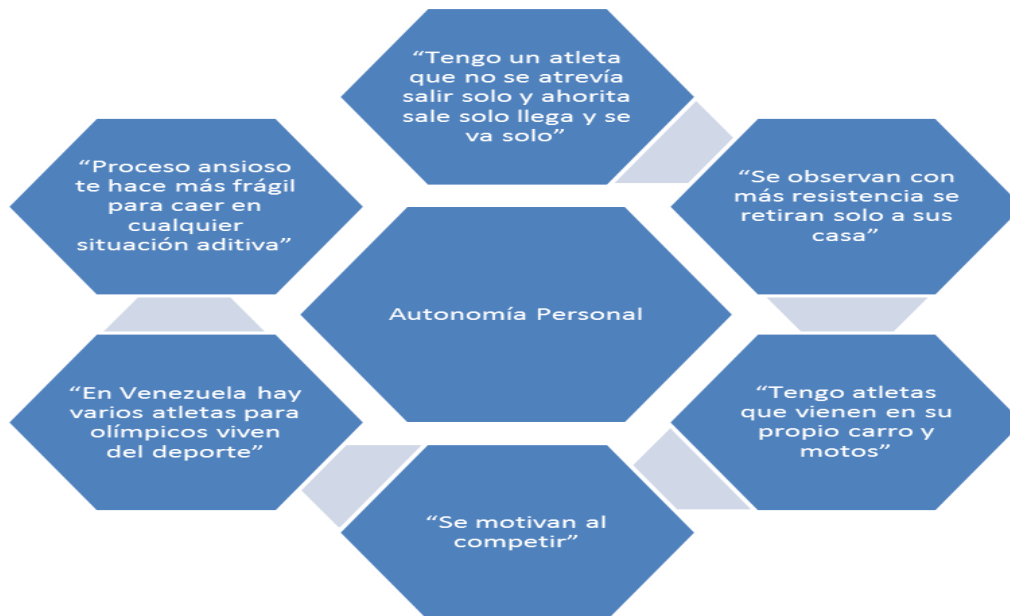 “Tengo un atleta
que no se atrevía
salir solo y ahorita
sale solo llega y se
va solo”
“Se observan con
más resistencia se
retiran solo a sus
casa”
“Tengo atletas
que vienen en su
propio carro y
motos”
“Se motivan al
competir”
“En Venezuela hay
varios atletas para
olímpicos viven
del deporte”
“Proceso ansioso
te hace más frágil
para caer en
cualquier
situación aditiva”
Autonomía Personal